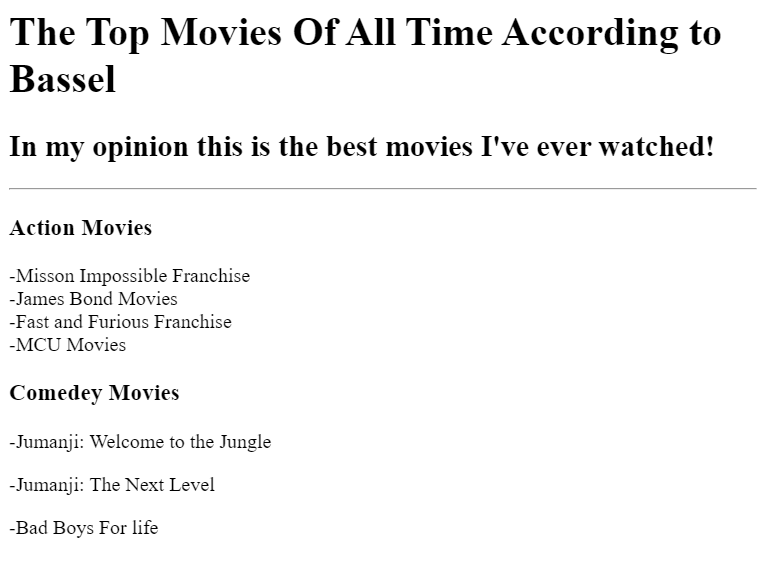 The Top Movies Of All Time According to
Bassel
In my opinion this is the best movies I've ever watched!
Action Movies
-Misson Impossible Franchise
-James Bond Movies
-Fast and Furious Franchise
-MCU Movies
Comedey Movies
-Jumanji: Welcome to the Jungle
-Jumanji: The Next Level
-Bad Boys For life